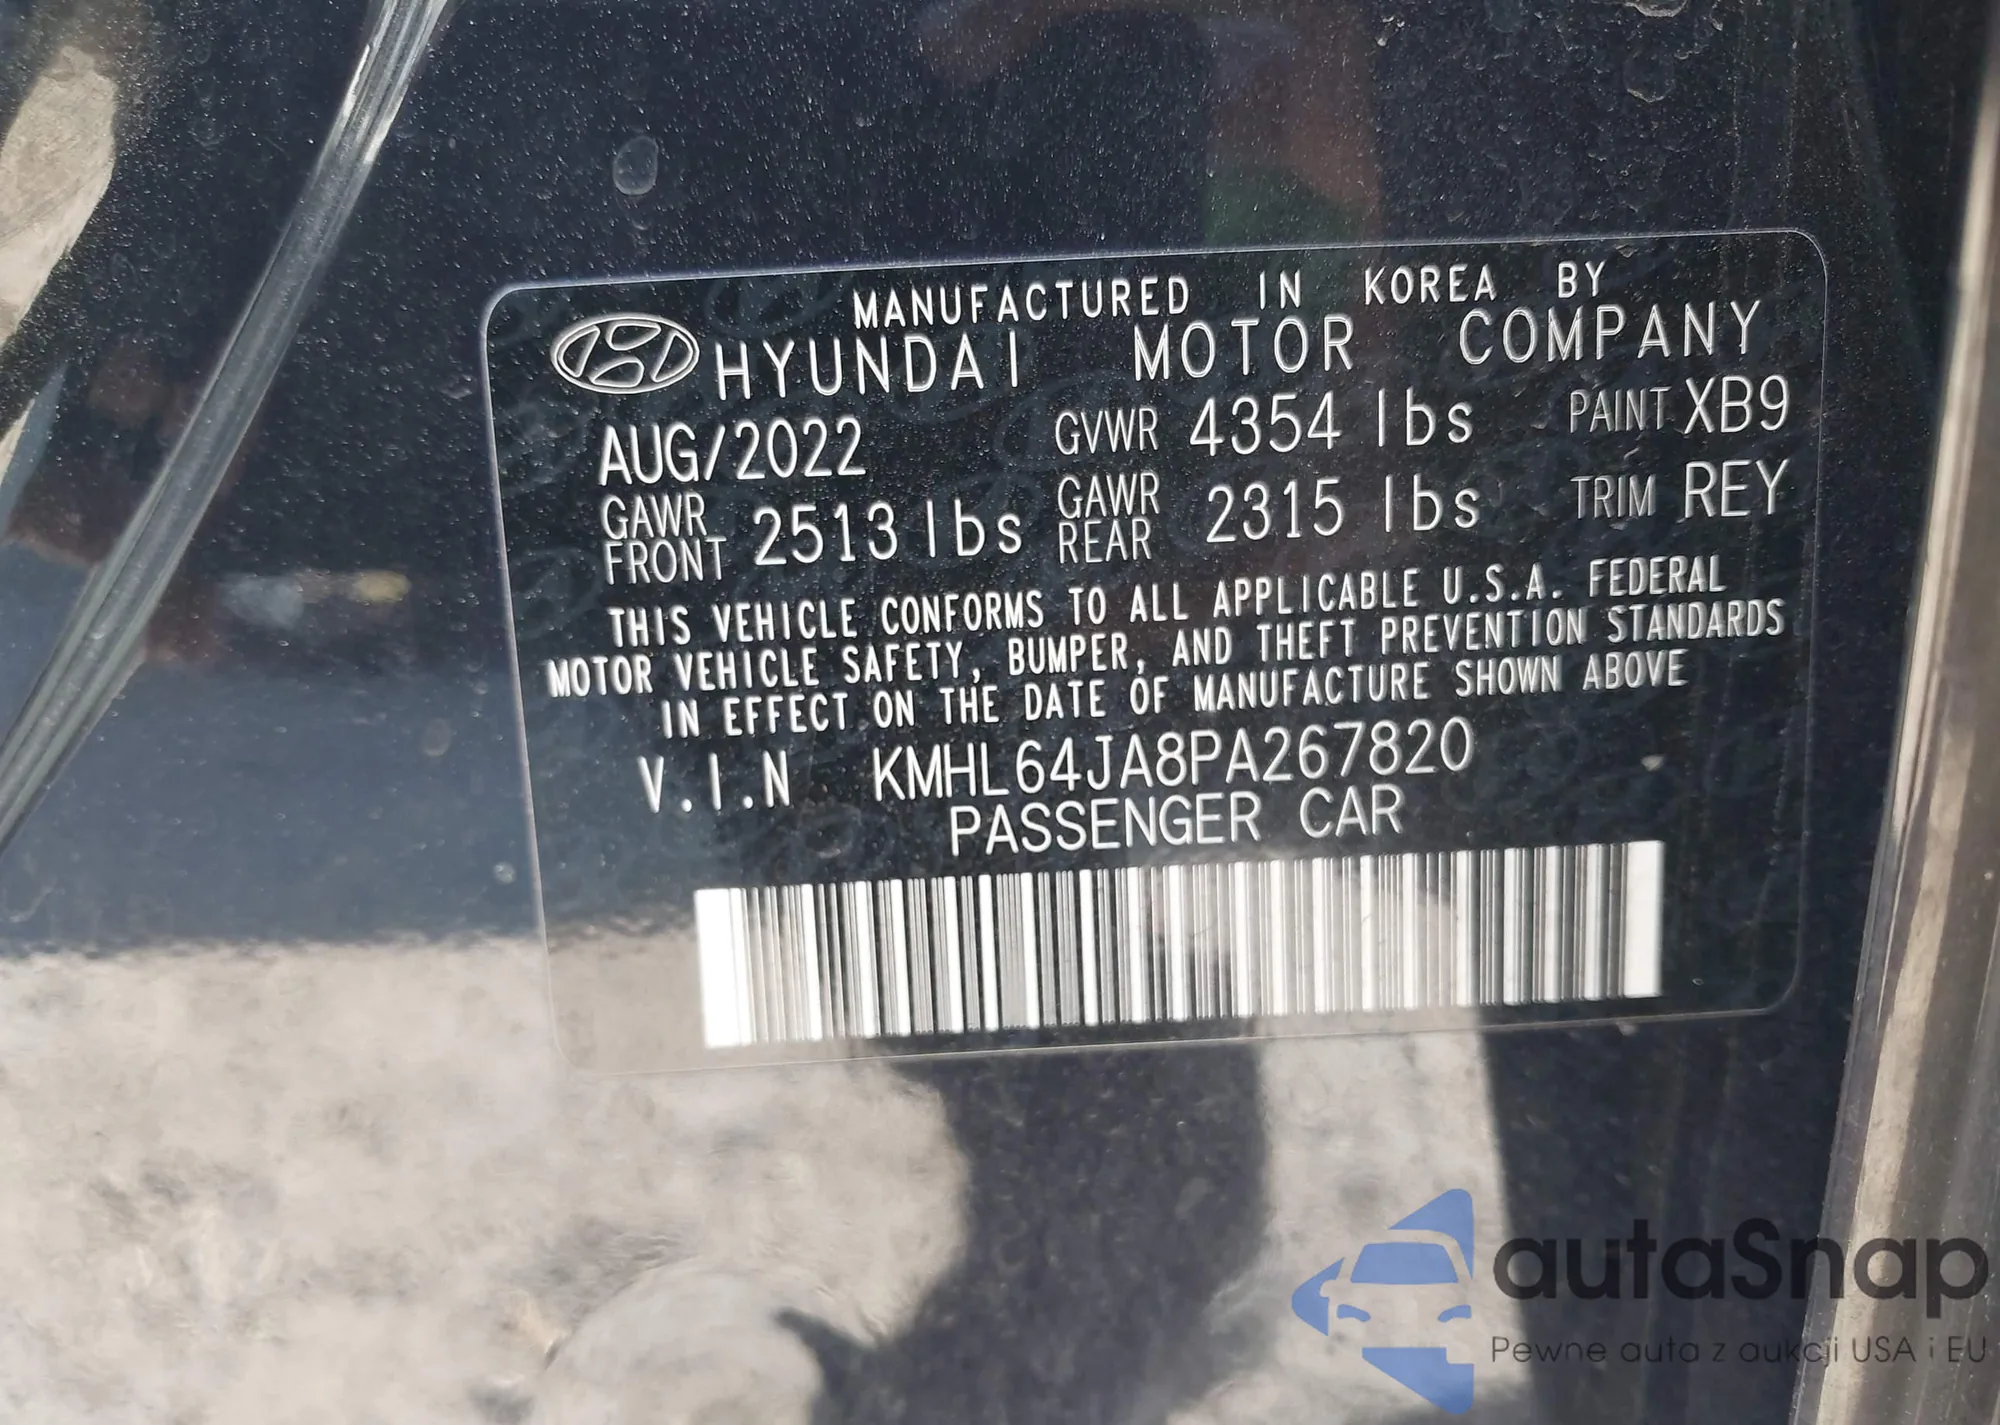 MANUFACTURED IN KOREA BY
HYUNDAI MOTOR COMPANY
AUG/2022 GVWR 4354 lbs PAINT XB9
GAWR FRONT 2513 lbs GAWR REAR 2315 lbs TRIM REY
THIS VEHICLE CONFORMS TO ALL APPLICABLE U.S.A. FEDERAL
MOTOR VEHICLE SAFETY, BUMPER, AND THEFT PREVENTION STANDARDS
IN EFFECT ON THE DATE OF MANUFACTURE SHOWN ABOVE
V.I.N KMHL64JA8PA267820
PASSENGER CAR
autaSnap
Pewne auta z aukcji USA i EU